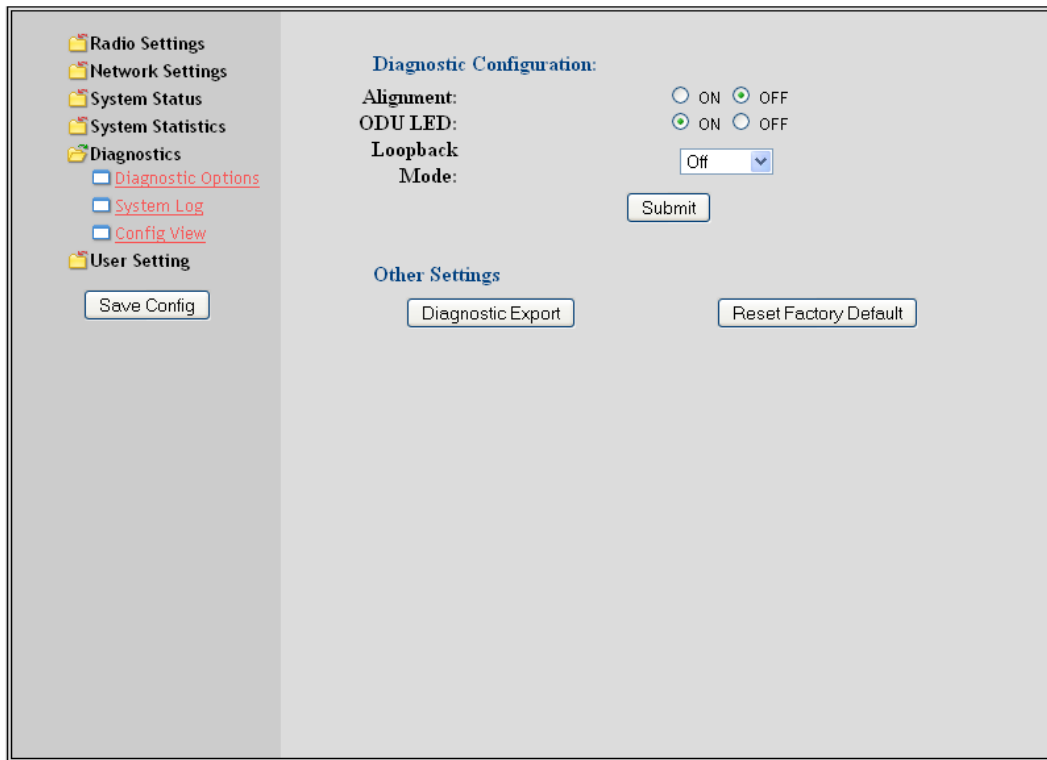 Radio Settings
Network Settings
System Status
System Statistics
Diagnostics
Diagnostic Options
System Log
Config View
User Setting
Save Config
Diagnostic Configuration:
Alignment: ON OFF
ODU LED: ON OFF
Loopback
Mode:
Off
Submit
Other Settings
Diagnostic Export Reset Factory Default